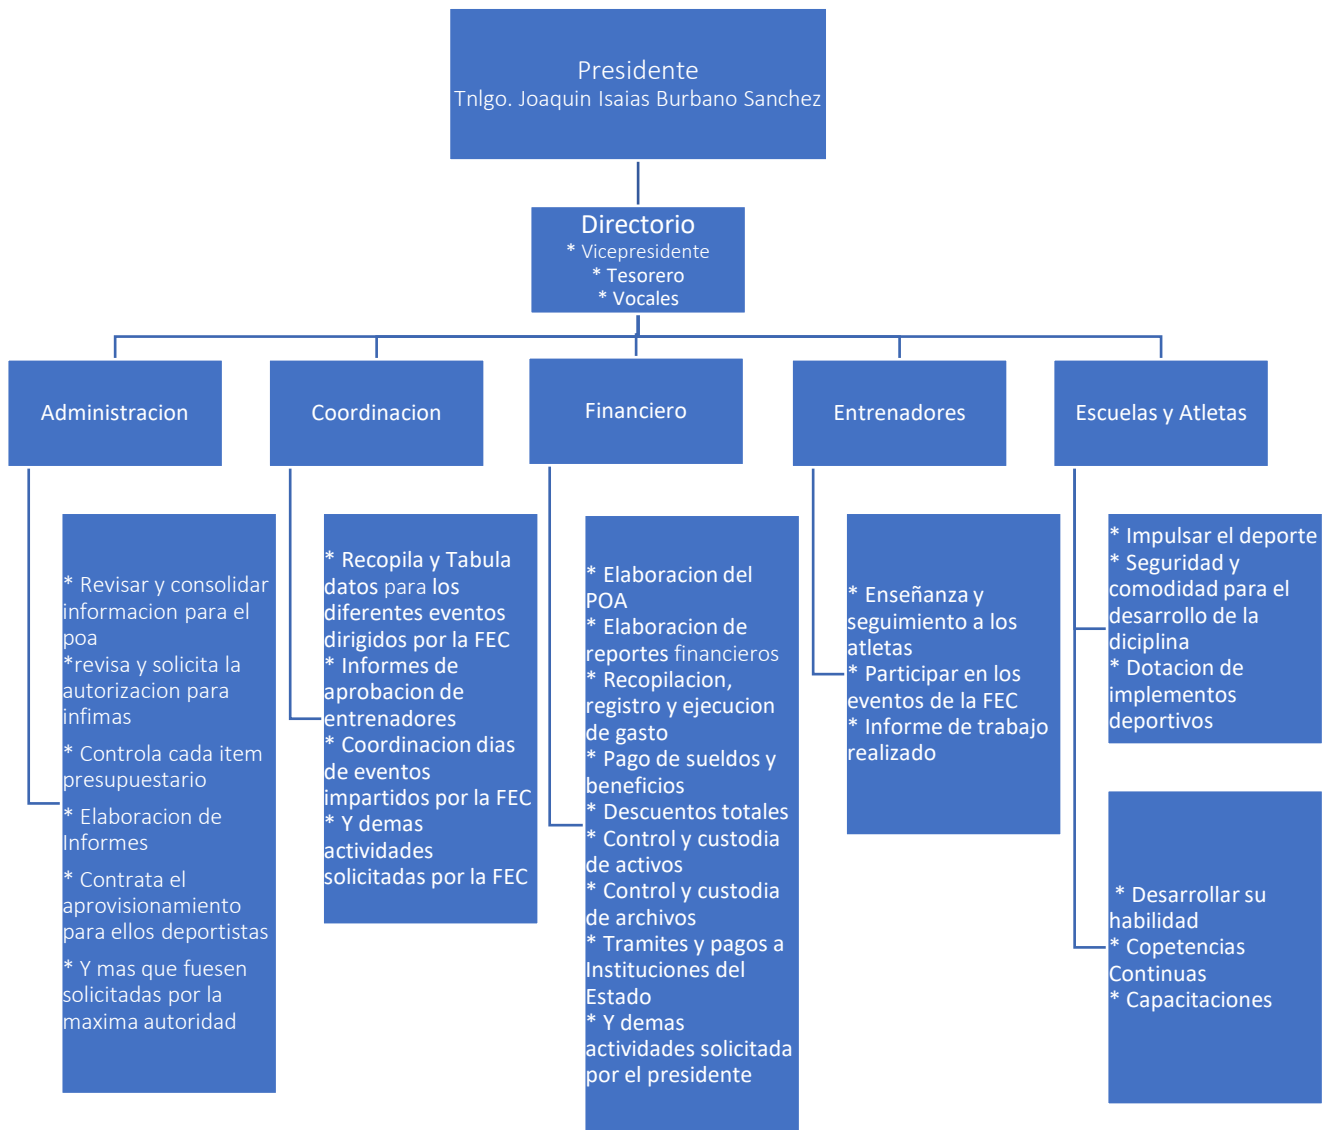 Presidente
Tnlgo. Joaquin Isaias Burbano Sanchez
Directorio
* Vicepresidente
* Tesorero
* Vocales
Administracion
Coordinacion
Financiero
Entrenadores
Escuelas y Atletas
* Revisar y consolidar
informacion para el
poa
*revisa y solicita la
autorizacion para
infimas
* Controla cada item
presupuestario
* Elaboracion de
Informes
* Contrata el
aprovisionamiento
para ellos deportistas
* Y mas que fuesen
solicitadas por la
maxima autoridad
* Recopila y Tabula
datos para los
diferentes eventos
dirigidos por la FEC
* Informes de
aprobacion de
entrenadores
* Coordinacion dias
de eventos
impartidos por la FEC
* Y demas
actividades
solicitadas por la FEC
* Elaboracion del
POA
* Elaboracion de
reportes financieros
* Recopilacion,
registro y ejecucion
de gasto
* Pago de sueldos y
beneficios
* Descuentos totales
* Control y custodia
de activos
* Control y custodia
de archivos
* Tramites y pagos a
Instituciones del
Estado
* Y demas
actividades solicitada
por el presidente
* Enseñanza y
seguimiento a los
atletas
* Participar en los
eventos de la FEC
* Informe de trabajo
realizado
* Impulsar el deporte
* Seguridad y
comodidad para el
desarrollo de la
diciplina
* Dotacion de
implementos
deportivos
* Desarrollar su
habilidad
* Copetencias
Continuas
* Capacitaciones